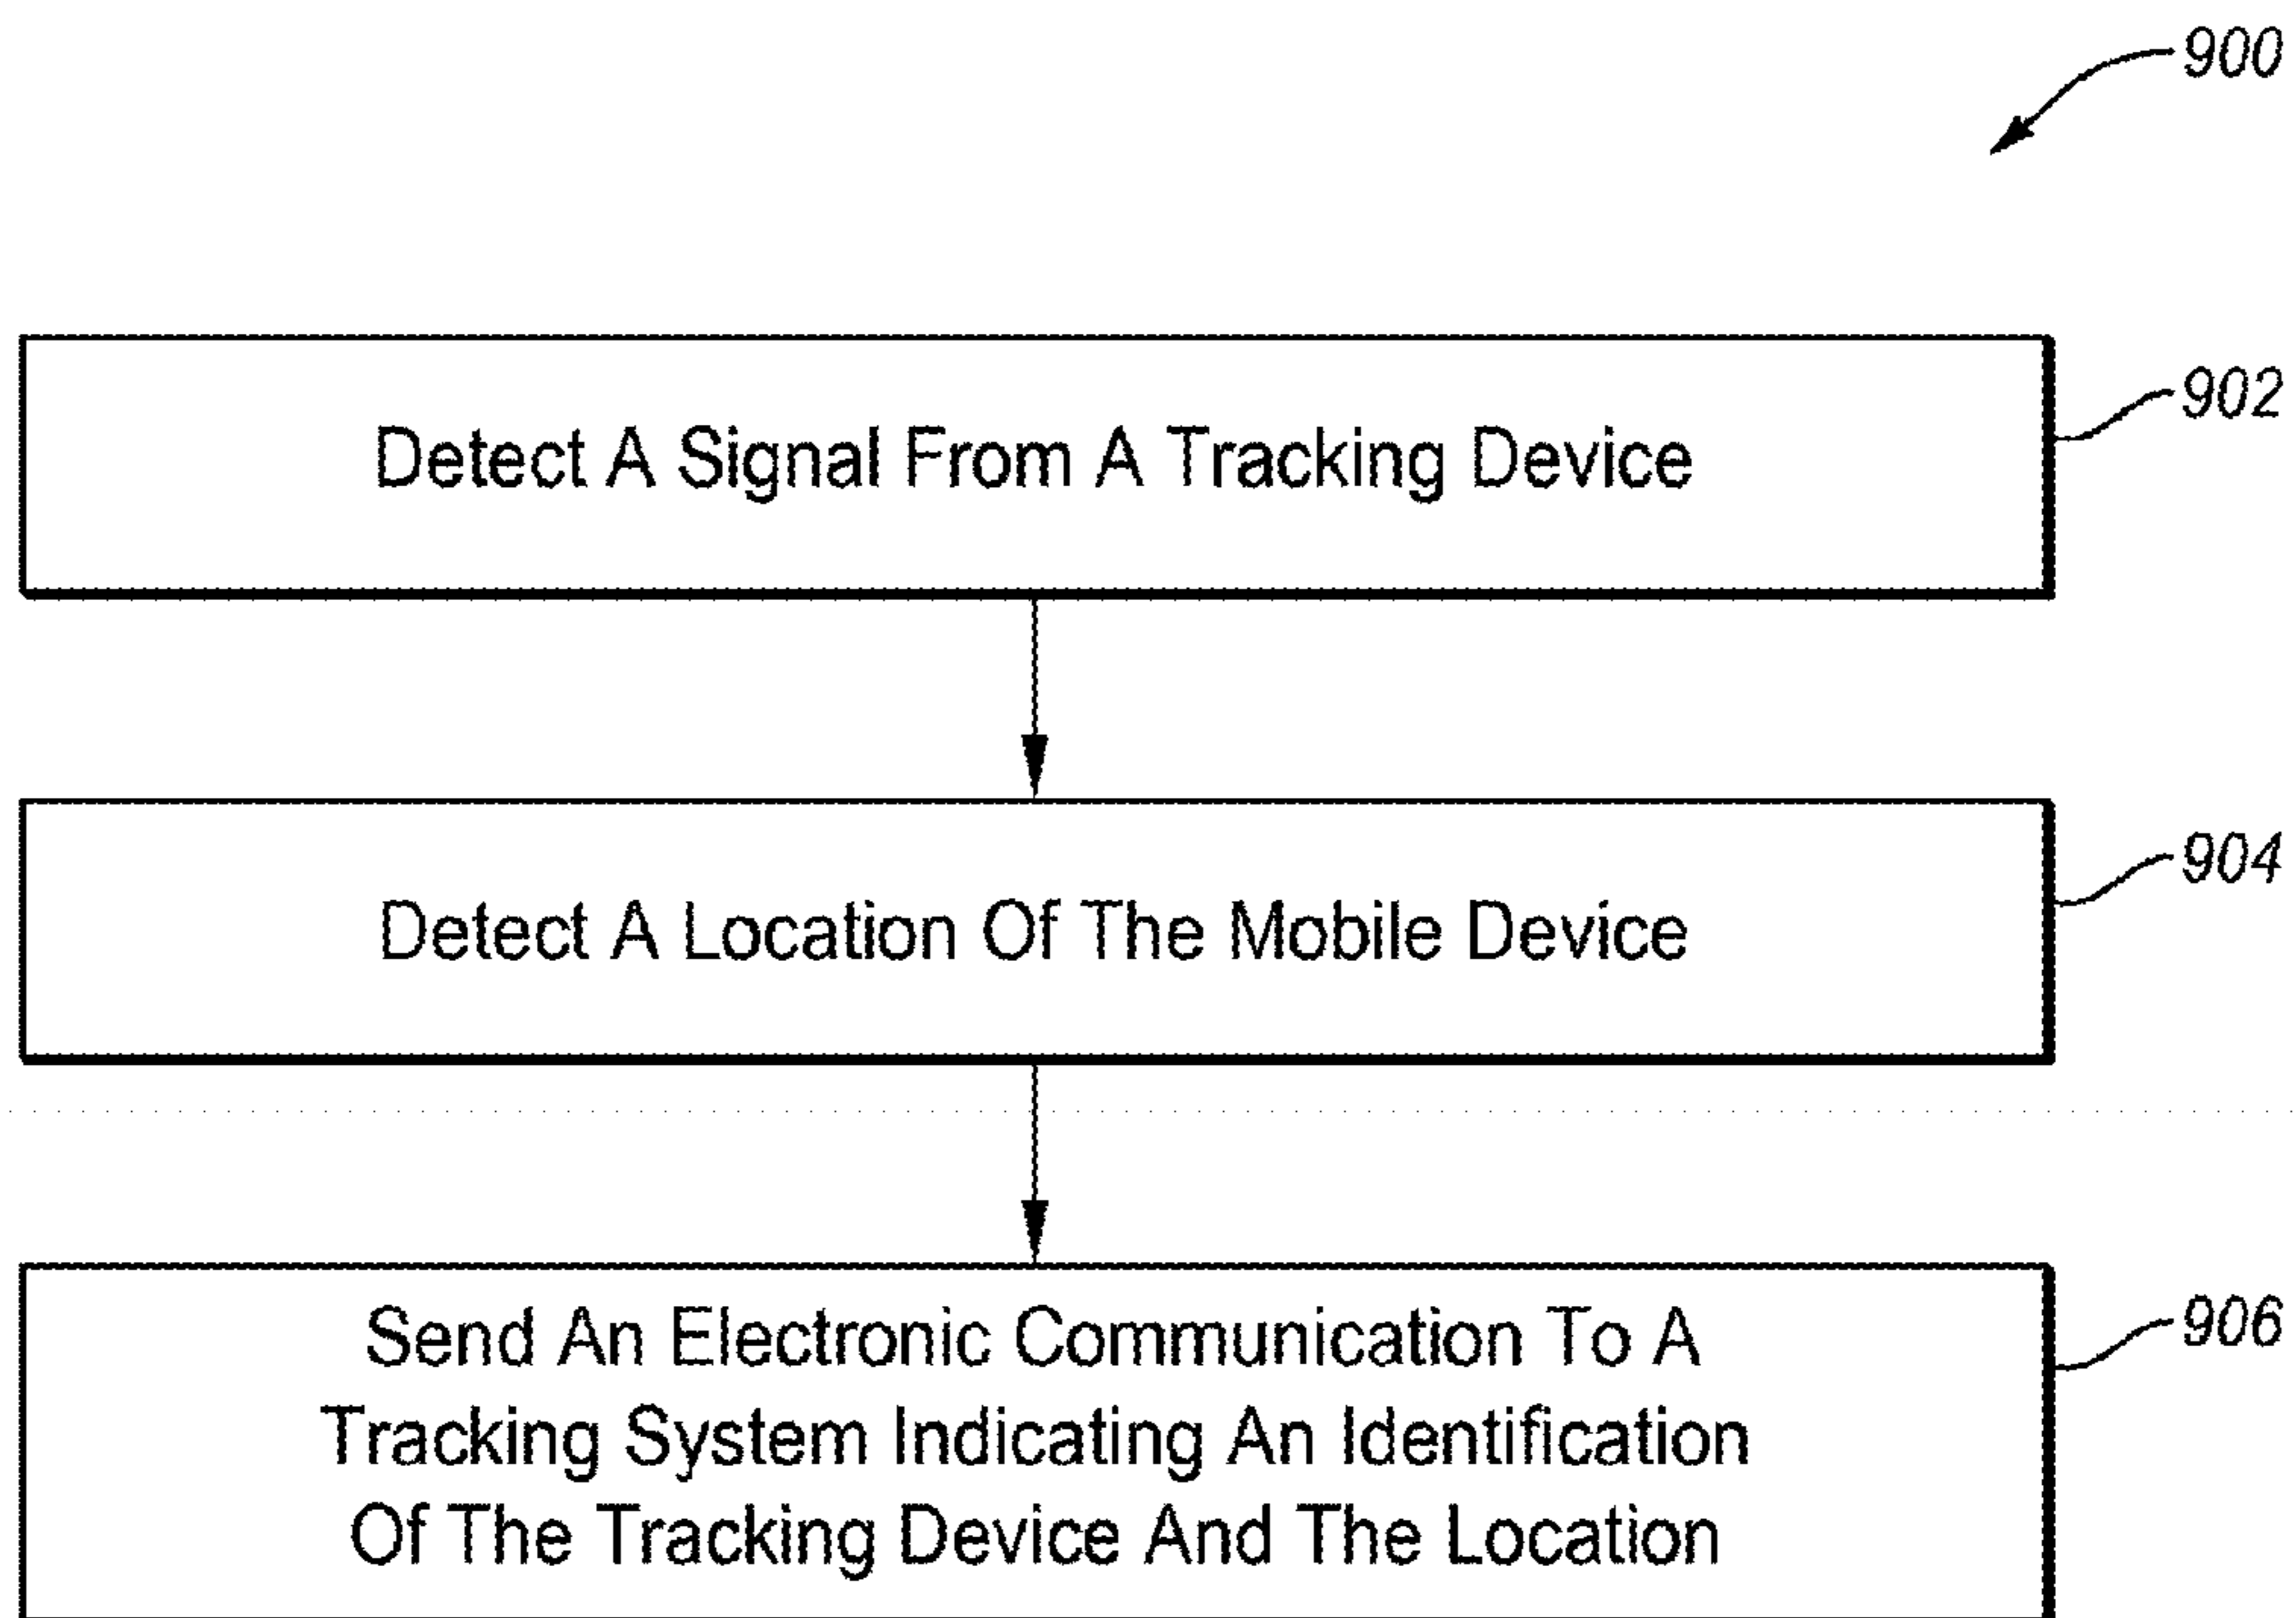 900
Detect A Signal From A Tracking Device
902
Detect A Location Of The Mobile Device
904
Send An Electronic Communication To A
Tracking System Indicating An Identification
Of The Tracking Device And The Location
906